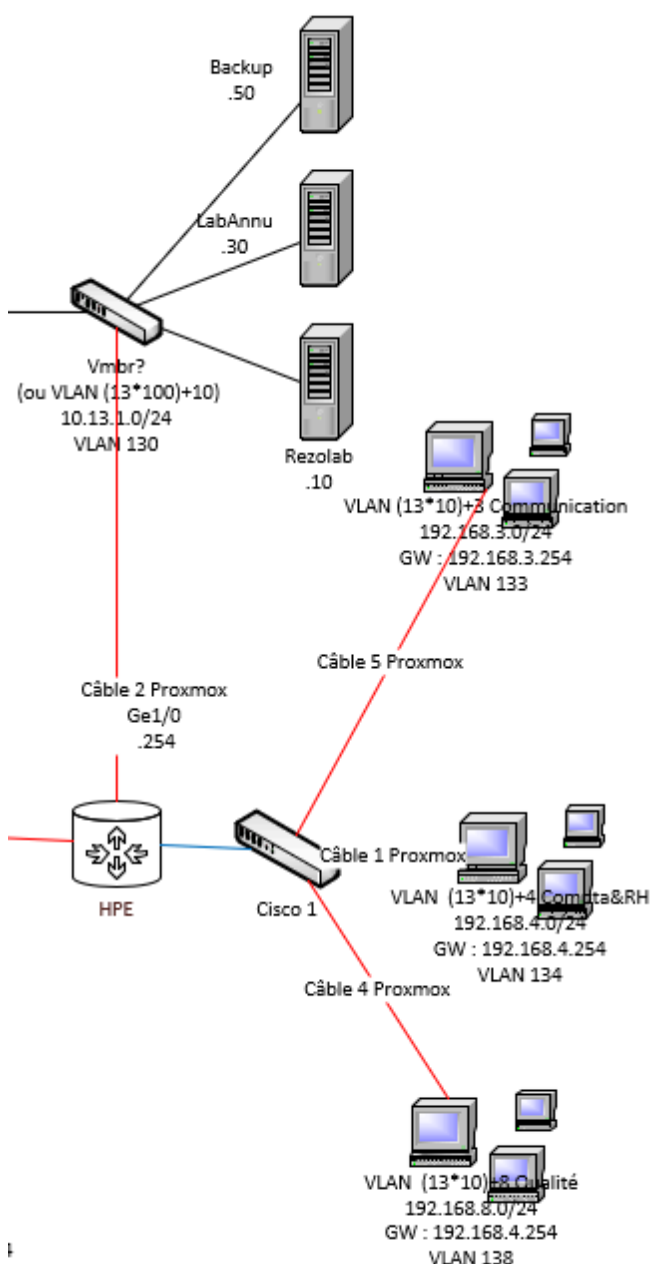 Backup
.50
LabAnnu
.30
Vmbr?
(ou VLAN (13*100)+10)
10.13.1.0/24
VLAN 130
Rezolab
.10
VLAN (13*10)+3 Communication
192.168.3.0/24
GW : 192.168.3.254
VLAN 133
Câble 5 Proxmox
Câble 2 Proxmox
Ge1/0
.254
HPE
Cisco 1
Câble 1 Proxmox
VLAN (13*10)+4 Compta&RH
192.168.4.0/24
GW : 192.168.4.254
VLAN 134
Câble 4 Proxmox
VLAN (13*10)+8 Qualité
192.168.8.0/24
GW : 192.168.4.254
VLAN 138